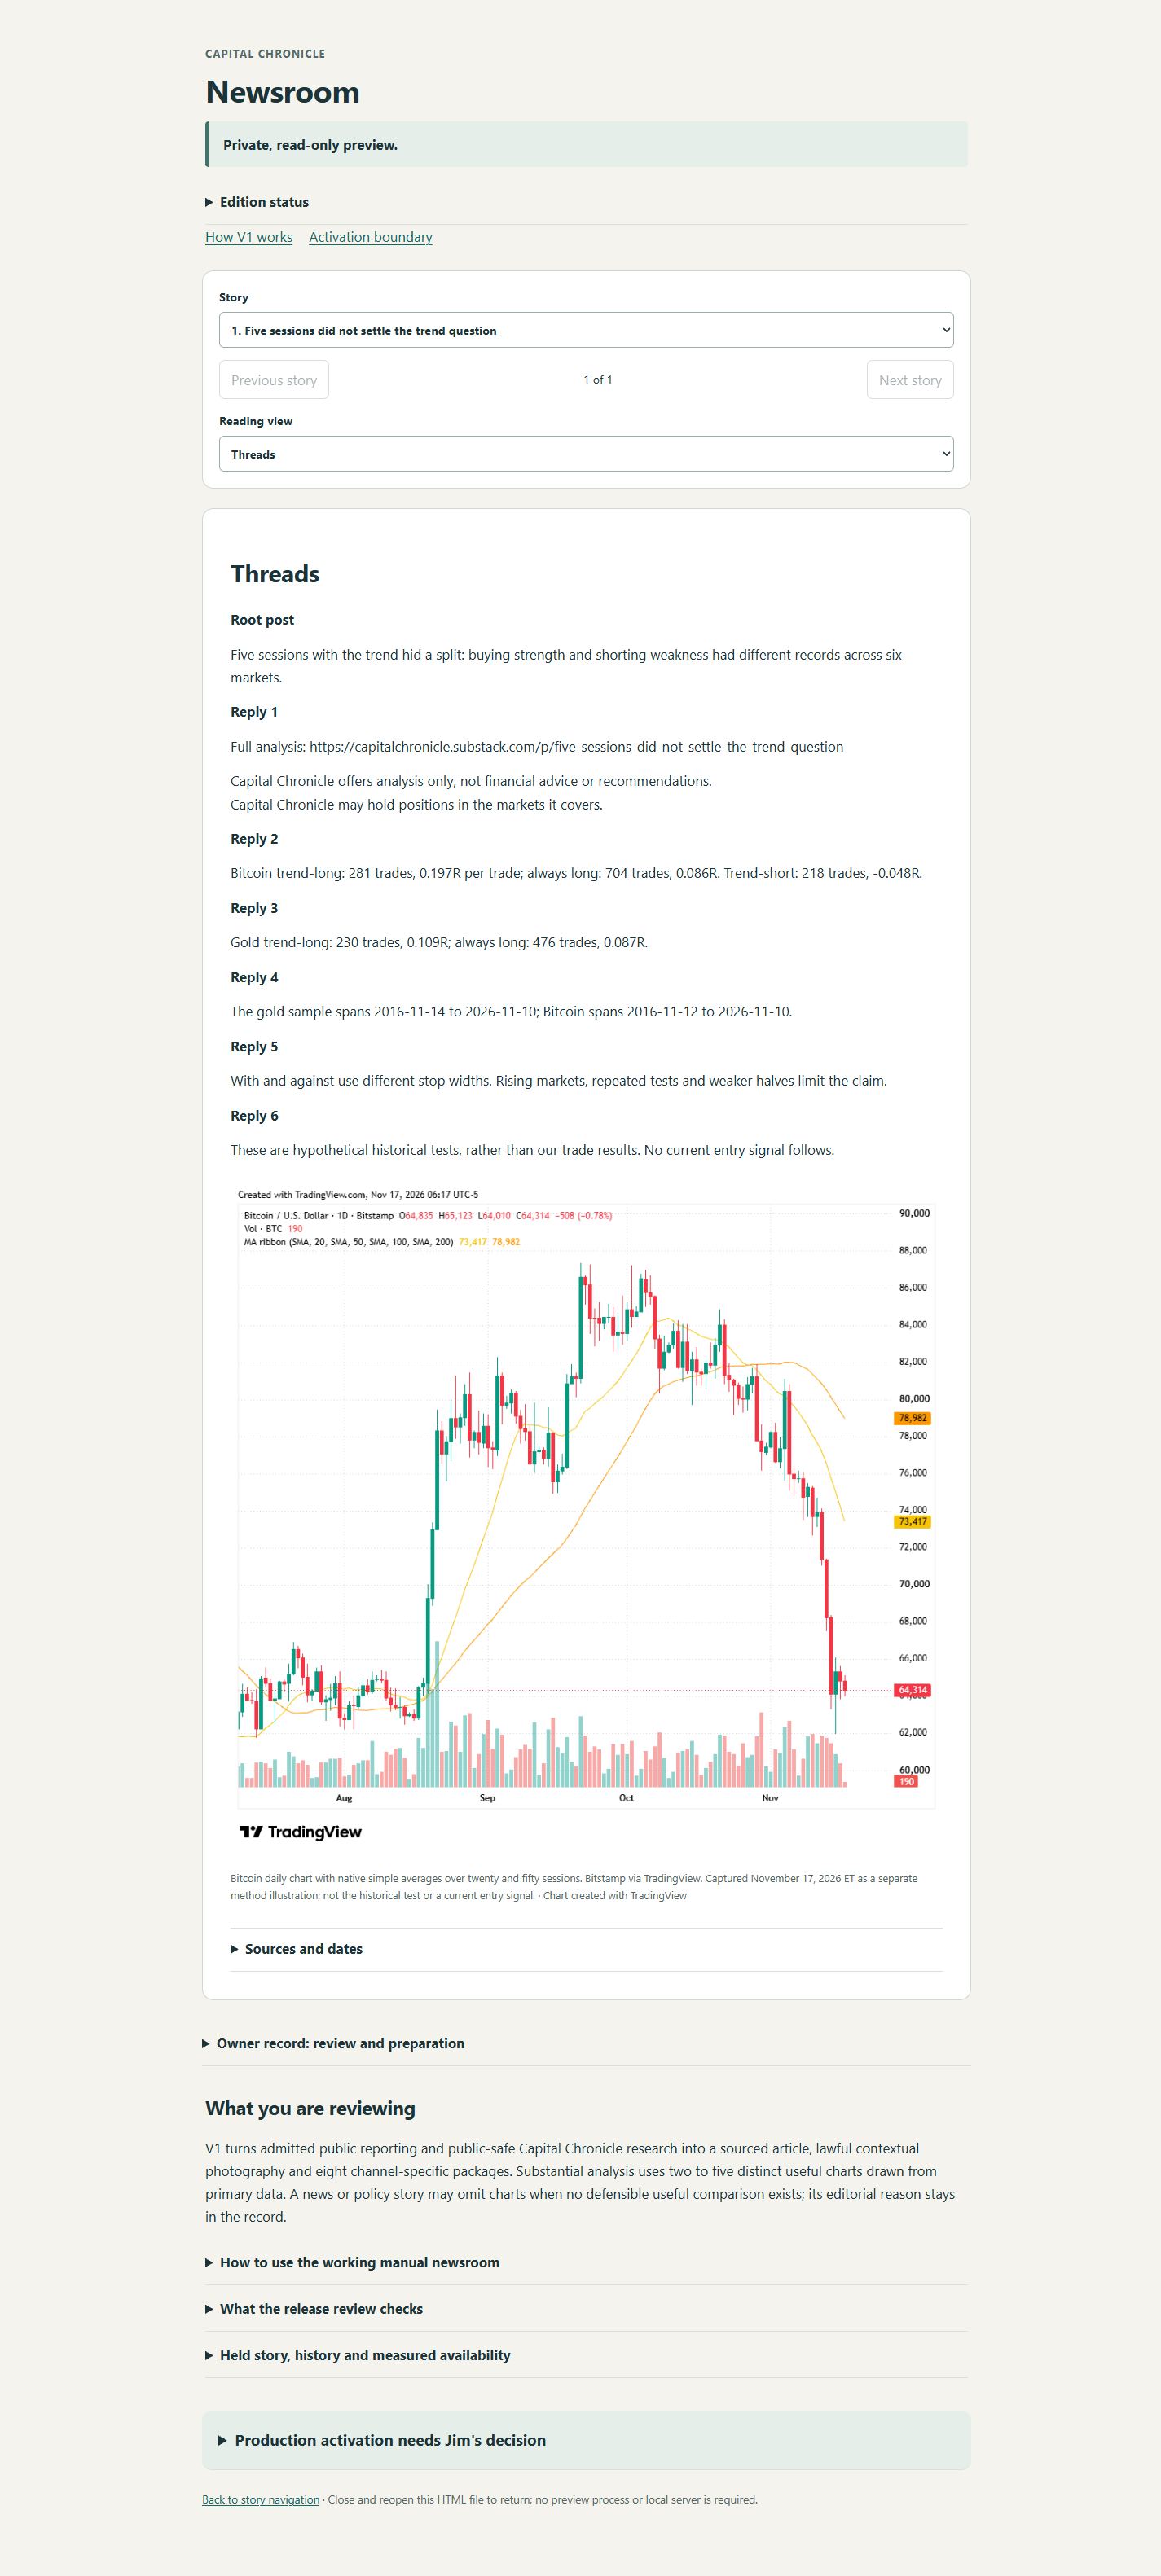 CAPITAL CHRONICLE
Newsroom
Private, read-only preview.
Edition status
How V1 works Activation boundary
Story
1. Five sessions did not settle the trend question
Previous story 1 of 1 Next story
Reading view
Threads
Threads
Root post
Five sessions with the trend hid a split: buying strength and shorting weakness had different records across six
markets.
Reply 1
Full analysis: https://capitalchronicle.substack.com/p/five-sessions-did-not-settle-the-trend-question
Capital Chronicle offers analysis only, not financial advice or recommendations.
Capital Chronicle may hold positions in the markets it covers.
Reply 2
Bitcoin trend-long: 281 trades, 0.197R per trade; always long: 704 trades, 0.086R. Trend-short: 218 trades, -0.048R.
Reply 3
Gold trend-long: 230 trades, 0.109R; always long: 476 trades, 0.087R.
Reply 4
The gold sample spans 2016-11-14 to 2026-11-10; Bitcoin spans 2016-11-12 to 2026-11-10.
Reply 5
With and against use different stop widths. Rising markets, repeated tests and weaker halves limit the claim.
Reply 6
These are hypothetical historical tests, rather than our trade results. No current entry signal follows.
Created with TradingView.com, Nov 17, 2026 06:17 UTC-5
Bitcoin / U.S. Dollar · 1D · Bitstamp O64,835 H65,123 L64,010 C64,314 −508 (−0.78%)
Vol · BTC 190
MA ribbon (SMA, 20, SMA, 50, SMA, 100, SMA, 200) 73,417 78,982
90,000
88,000
86,000
84,000
82,000
80,000
78,982
78,000
76,000
74,000
73,417
72,000
70,000
68,000
66,000
64,314
62,000
60,000
190
Aug Sep Oct Nov
TradingView
Bitcoin daily chart with native simple averages over twenty and fifty sessions. Bitstamp via TradingView. Captured November 17, 2026 ET as a separate
method illustration; not the historical test or a current entry signal. · Chart created with TradingView
Sources and dates
Owner record: review and preparation
What you are reviewing
V1 turns admitted public reporting and public-safe Capital Chronicle research into a sourced article, lawful contextual
photography and eight channel-specific packages. Substantial analysis uses two to five distinct useful charts drawn from
primary data. A news or policy story may omit charts when no defensible useful comparison exists; its editorial reason stays
in the record.
How to use the working manual newsroom
What the release review checks
Held story, history and measured availability
Production activation needs Jim's decision
Back to story navigation · Close and reopen this HTML file to return; no preview process or local server is required.